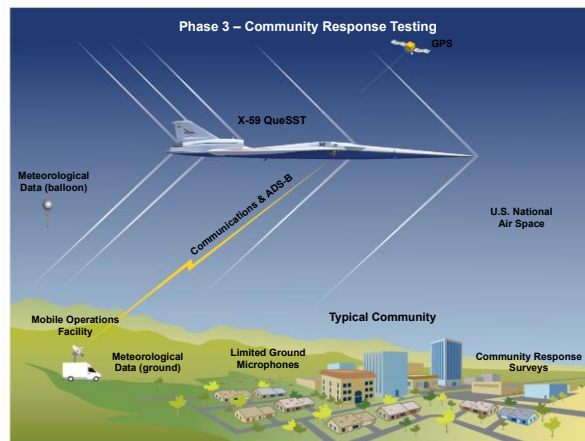 Phase 3 – Community Response Testing
GPS
X-59 QueSST
Meteorological
Data (balloon)
Communications & ADS-B
U.S. National
Air Space
Mobile Operations
Facility
Typical Community
Meteorological
Data (ground)
Limited Ground
Microphones
Community Response
Surveys